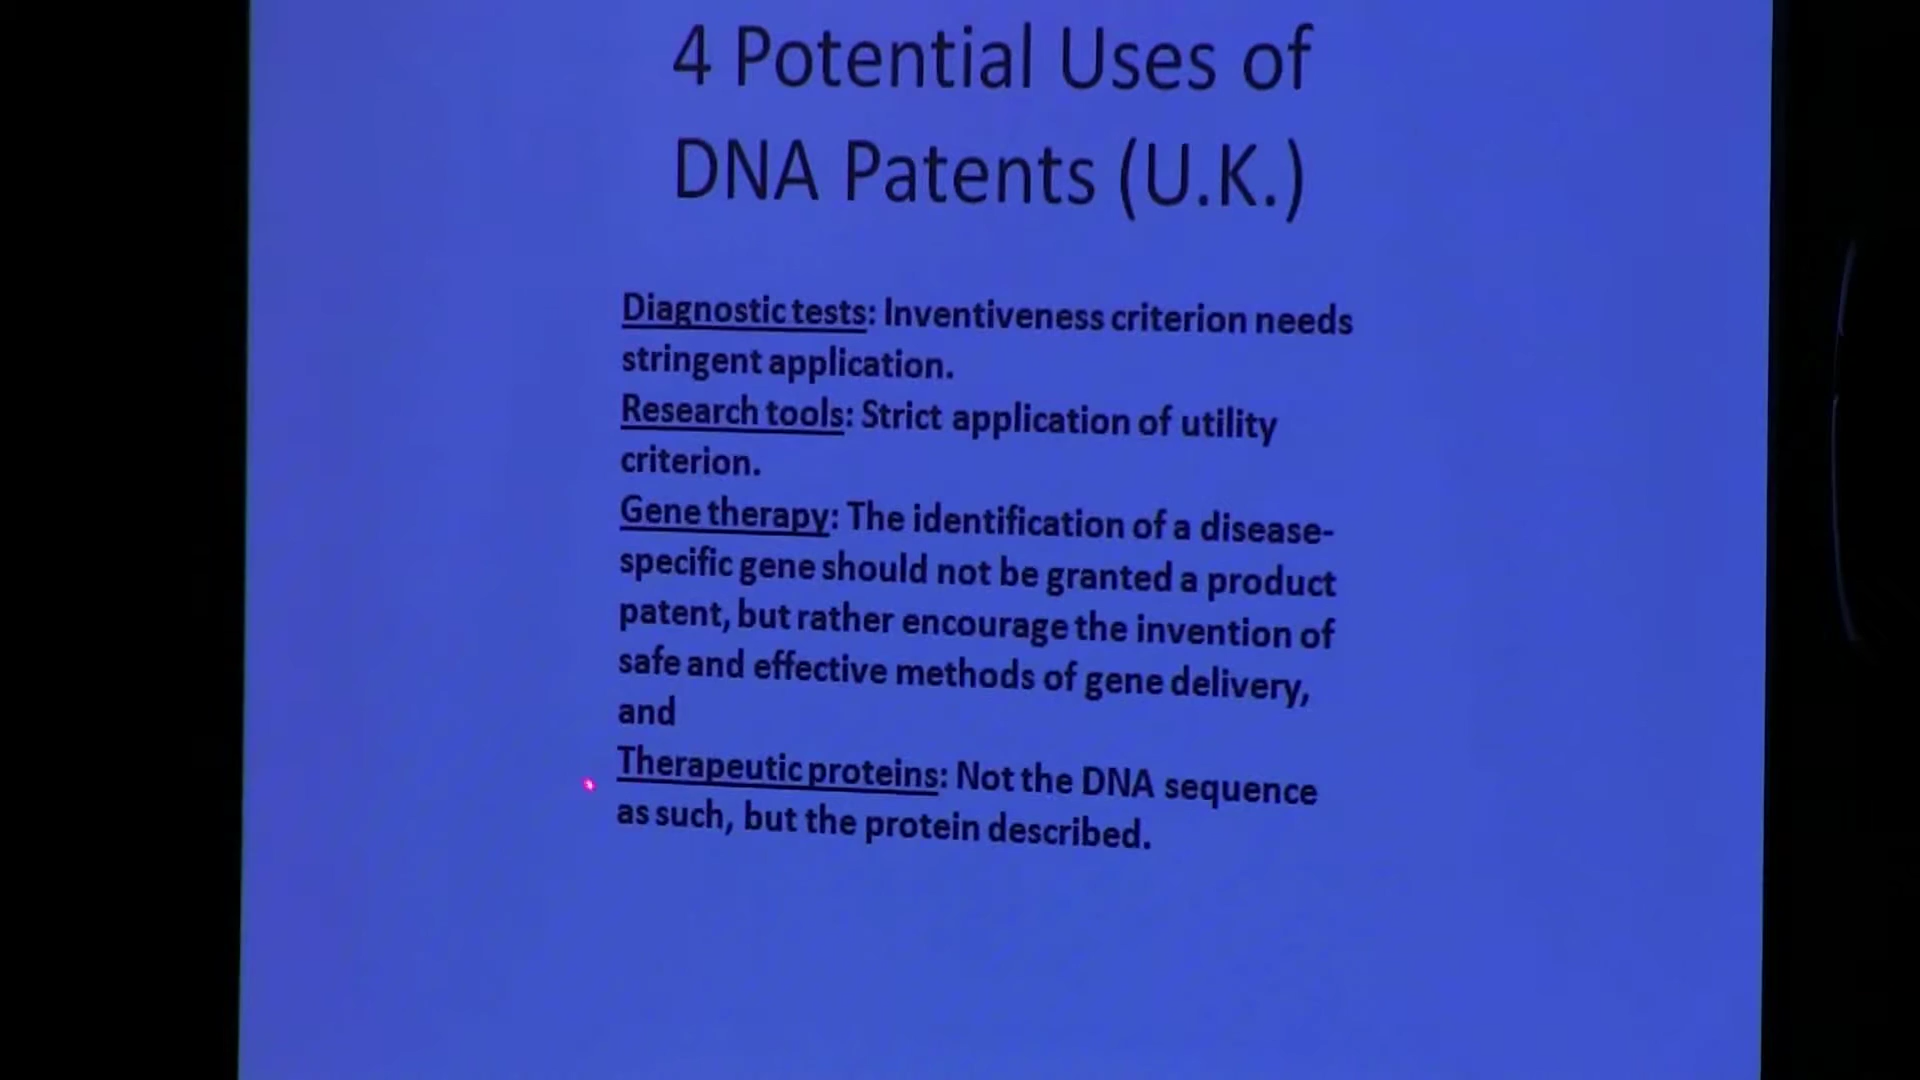 4 Potential Uses of
DNA Patents (U.K.)
Diagnostic tests: Inventiveness criterion needs
stringent application.
Research tools: Strict application of utility
criterion.
Gene therapy: The identification of a disease-
specific gene should not be granted a product
patent, but rather encourage the invention of
safe and effective methods of gene delivery,
and
Therapeutic proteins: Not the DNA sequence
as such, but the protein described.